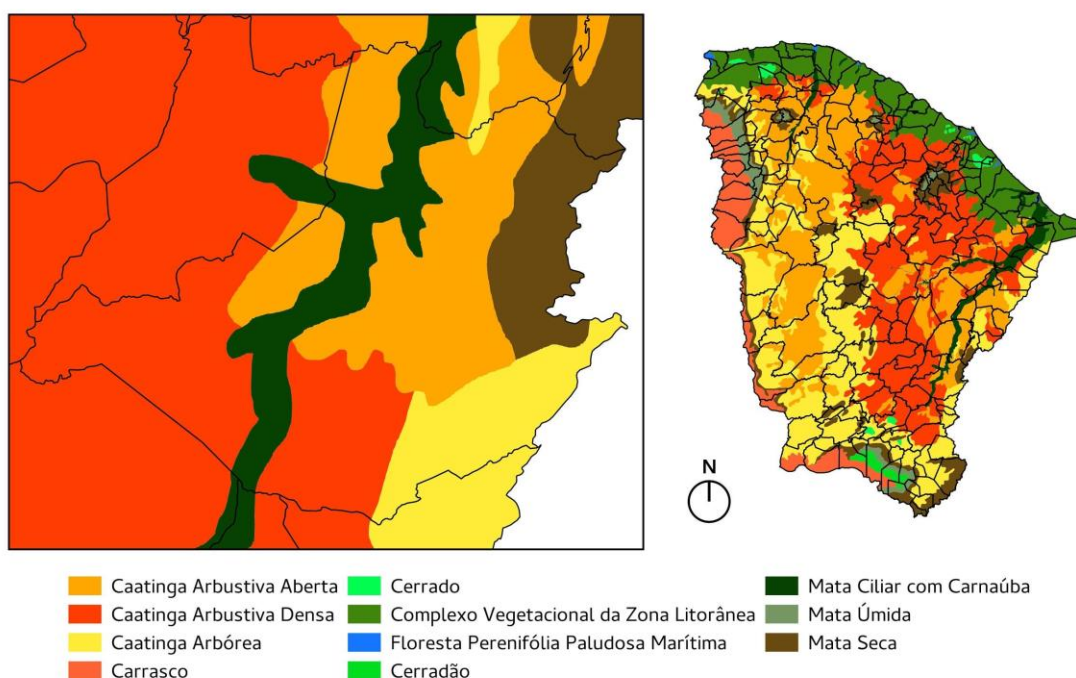 N
Caatinga Arbustiva Aberta
Caatinga Arbustiva Densa
Caatinga Arbórea
Carrasco
Cerrado
Complexo Vegetacional da Zona Litorânea
Floresta Perenifólia Paludosa Marítima
Cerradão
Mata Ciliar com Carnaúba
Mata Úmida
Mata Seca